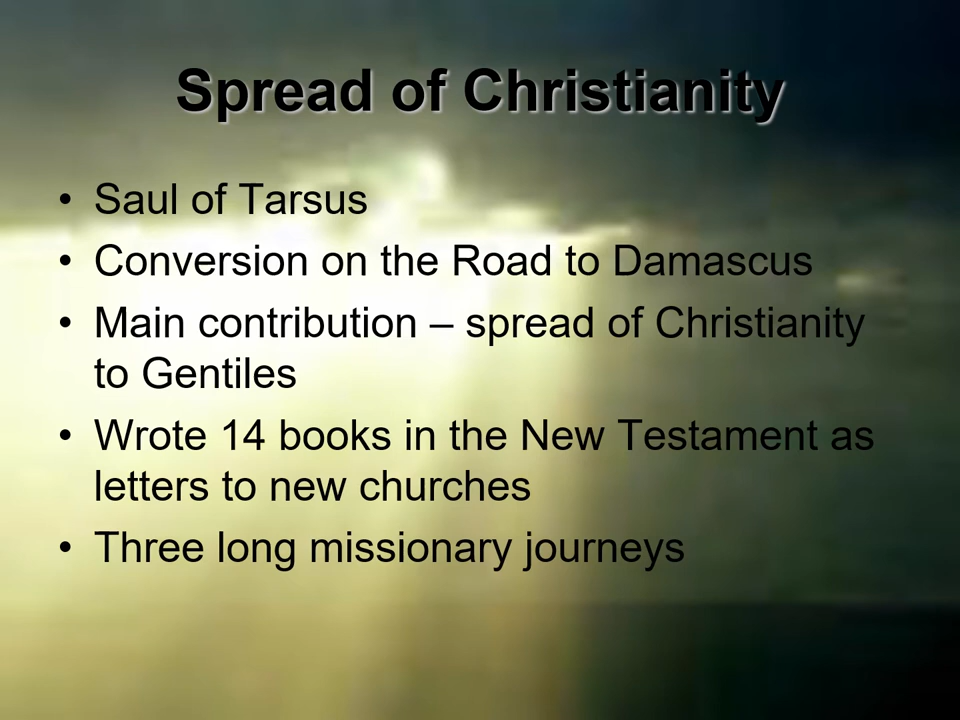 Spread of Christianity
• Saul of Tarsus
• Conversion on the Road to Damascus
• Main contribution – spread of Christianity
to Gentiles
• Wrote 14 books in the New Testament as
letters to new churches
• Three long missionary journeys